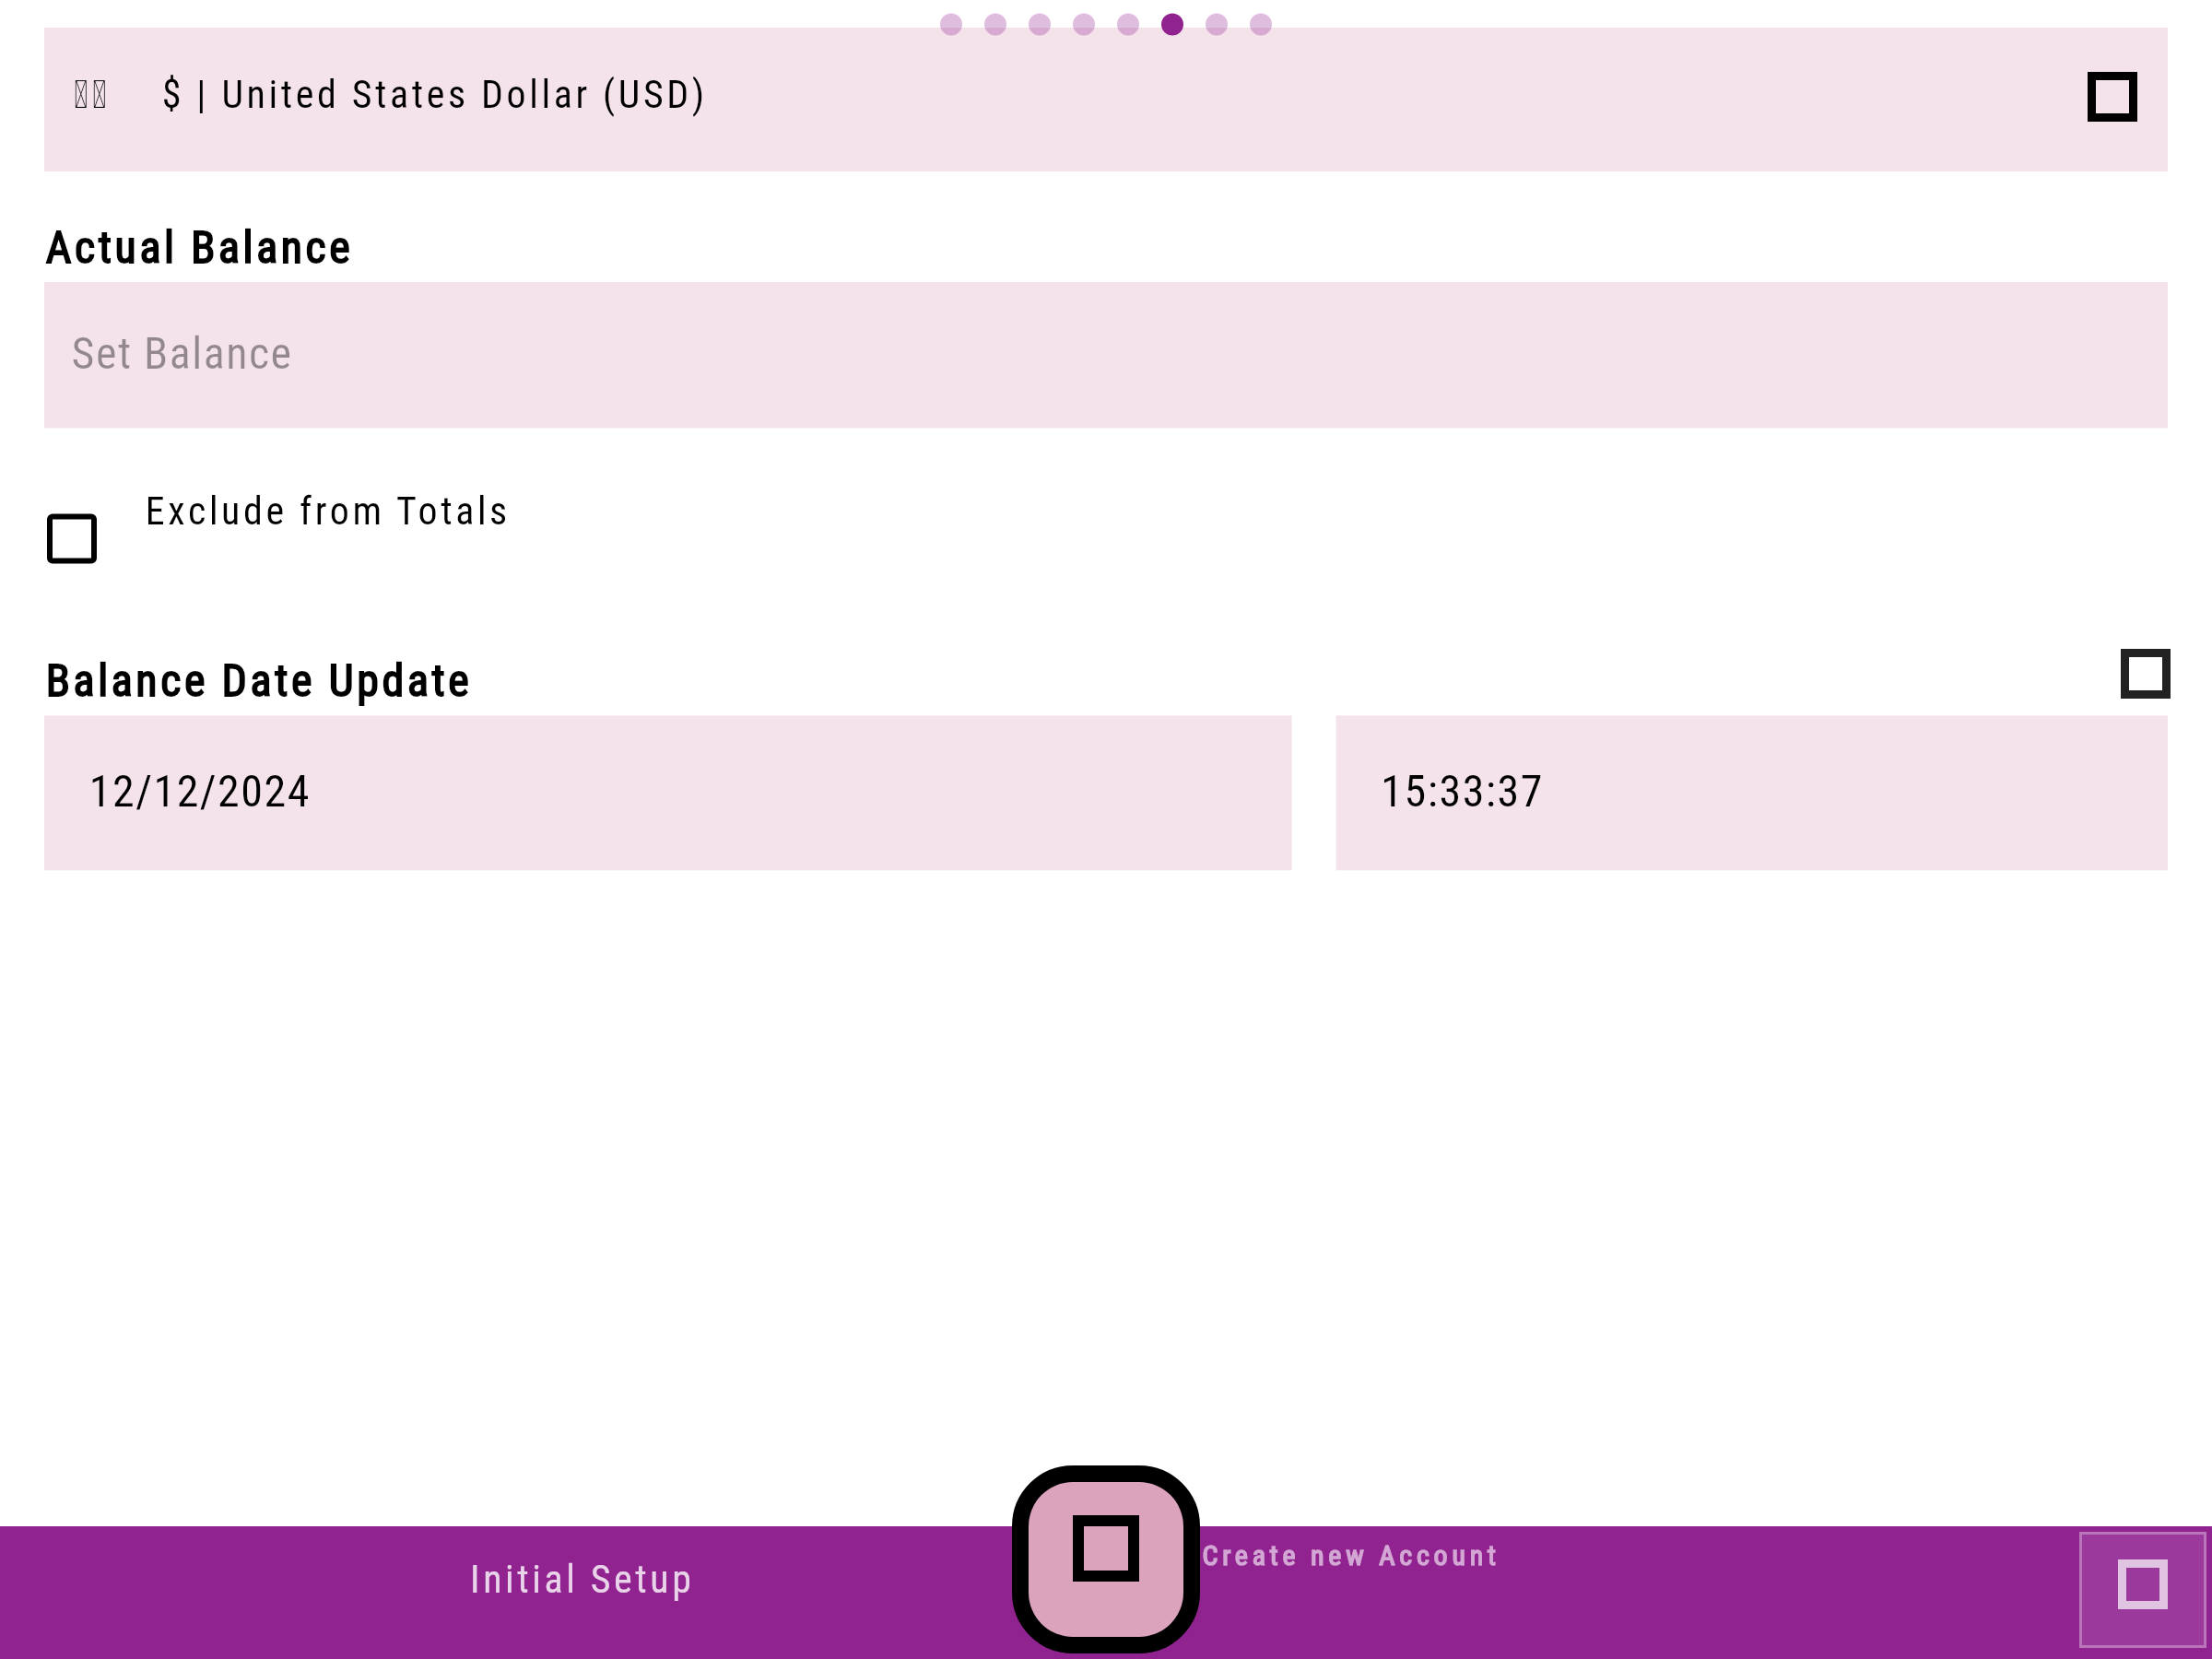 $ | United States Dollar (USD)
Actual Balance
Set Balance
Exclude from Totals
Balance Date Update
12/12/2024
15:33:37
Initial Setup
Create new Account